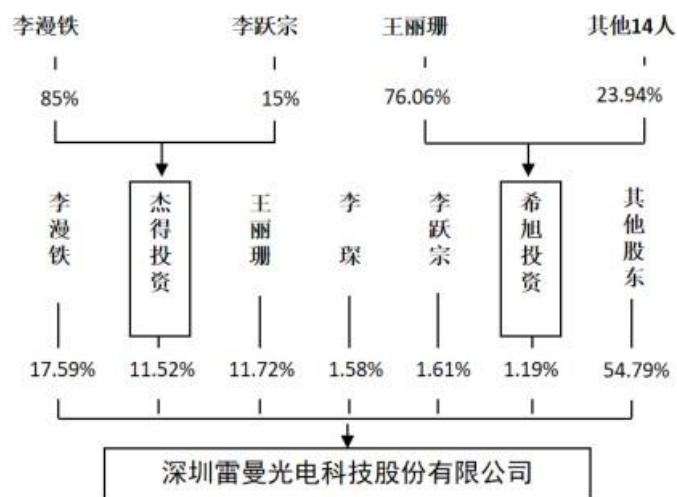 李漫铁 李跃宗 王丽珊 其他14人
85% 15% 76.06% 23.94%
李漫铁
杰得投资
王丽珊
李琛
李跃宗
希旭投资
其他股东
17.59% 11.52% 11.72% 1.58% 1.61% 1.19% 54.79%
深圳雷曼光电科技股份有限公司